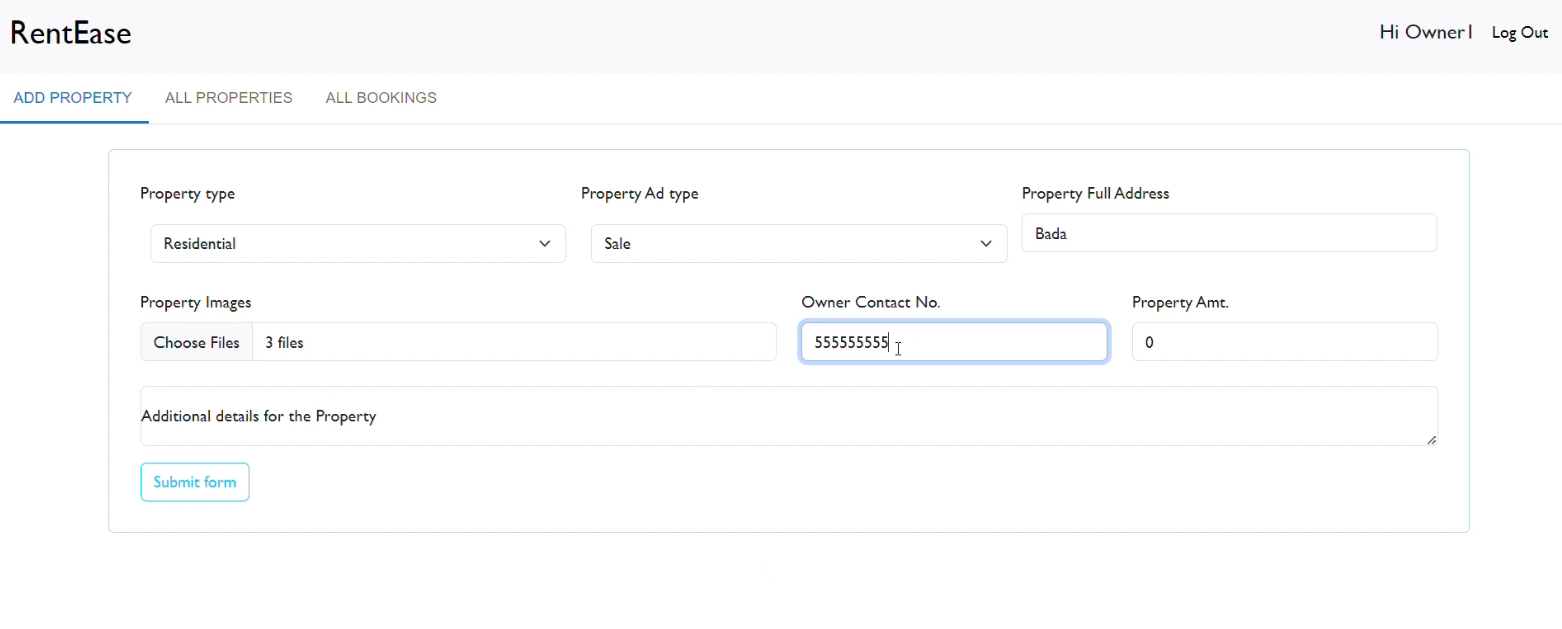 RentEase
Hi Owner1 Log Out
ADD PROPERTY ALL PROPERTIES ALL BOOKINGS
Property type Property Ad type Property Full Address
Residential Sale Bada
Property Images Owner Contact No. Property Amt.
Choose Files 3 files 555555555 0
Additional details for the Property
Submit form